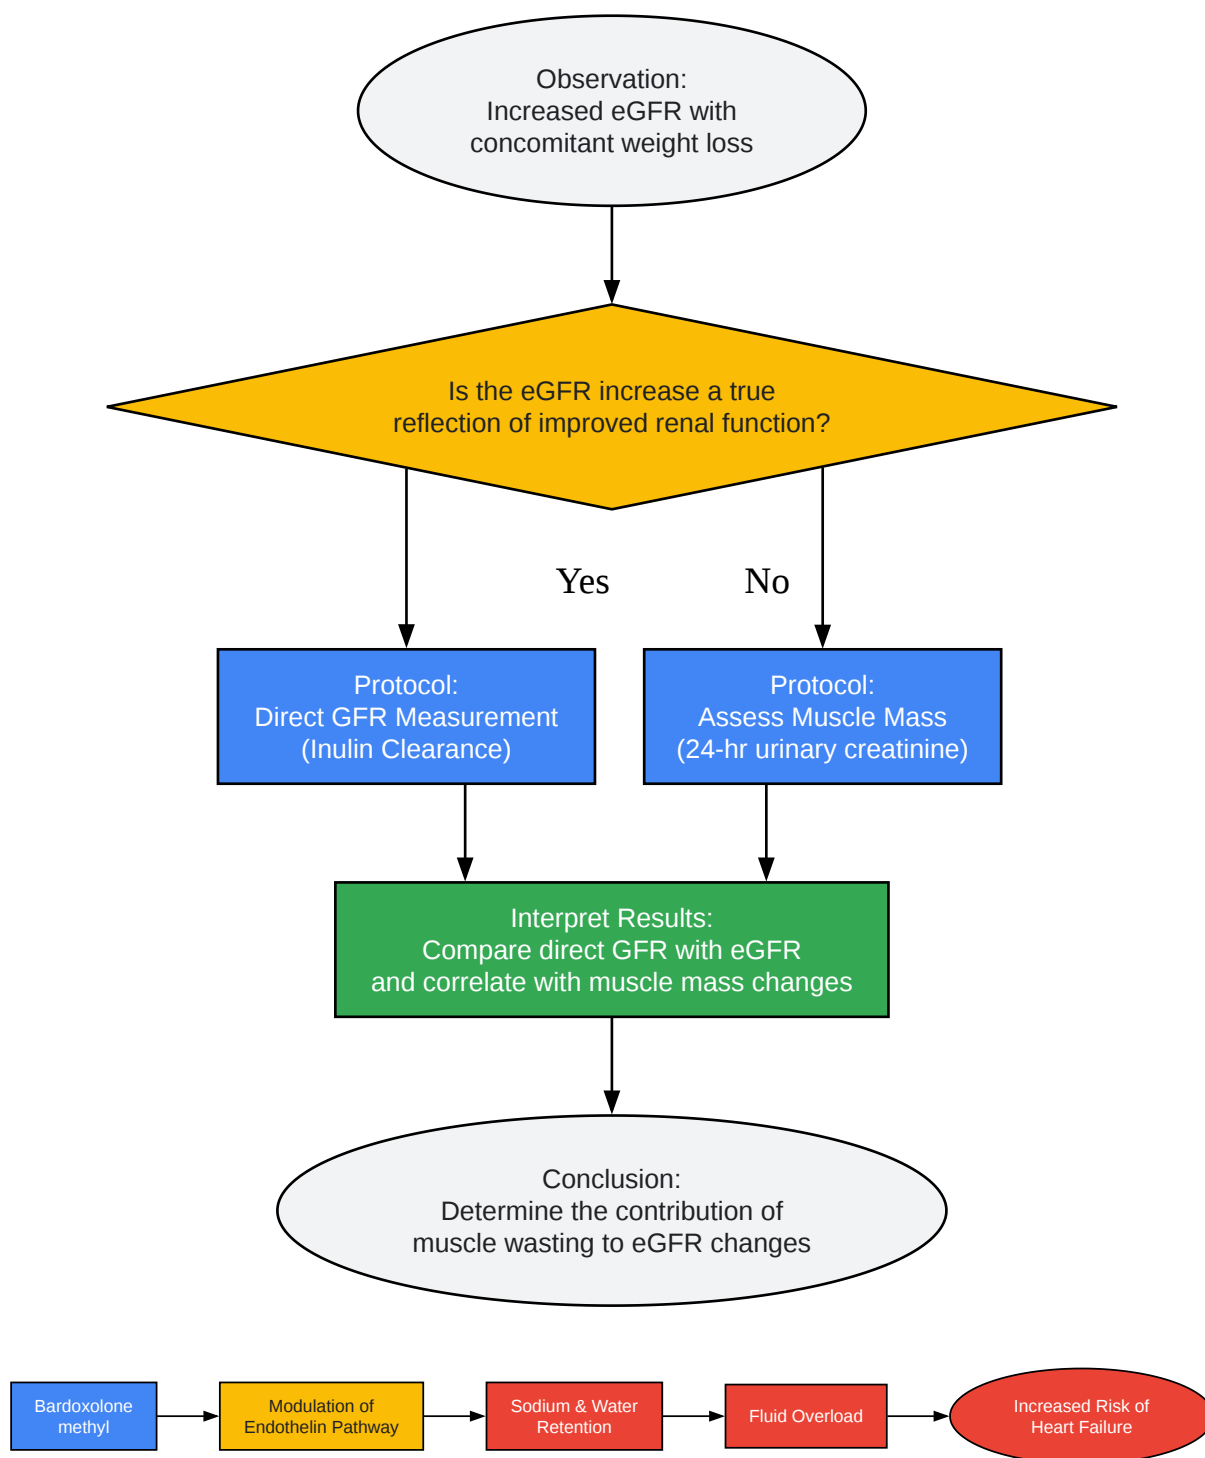 Observation:
Increased eGFR with
concomitant weight loss
Is the eGFR increase a true
reflection of improved renal function?
Yes
No
Protocol:
Direct GFR Measurement
(Inulin Clearance)
Protocol:
Assess Muscle Mass
(24-hr urinary creatinine)
Interpret Results:
Compare direct GFR with eGFR
and correlate with muscle mass changes
Conclusion:
Determine the contribution of
muscle wasting to eGFR changes
Bardoxolone
methyl
Modulation of
Endothelin Pathway
Sodium & Water
Retention
Fluid Overload
Increased Risk of
Heart Failure